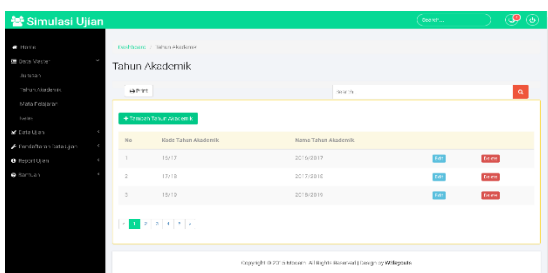 Simulasi Ujian
Search...
Home
Data Master
Jurusan
Tahun Akademik
Mata Pelajaran
Data Ujian
Bantuan
Dashboard / Tahun Akademik
Tahun Akademik
Print
Search
+ Tambah Tahun Akademik
No Kode Tahun Akademik Nama Tahun Akademik
1 16/17 2016/2017 Edit Delete
2 17/18 2017/2018 Edit Delete
3 18/19 2018/2019 Edit Delete
« 1 2 3 4 5 »
All Rights Reserved | Design by W3layouts